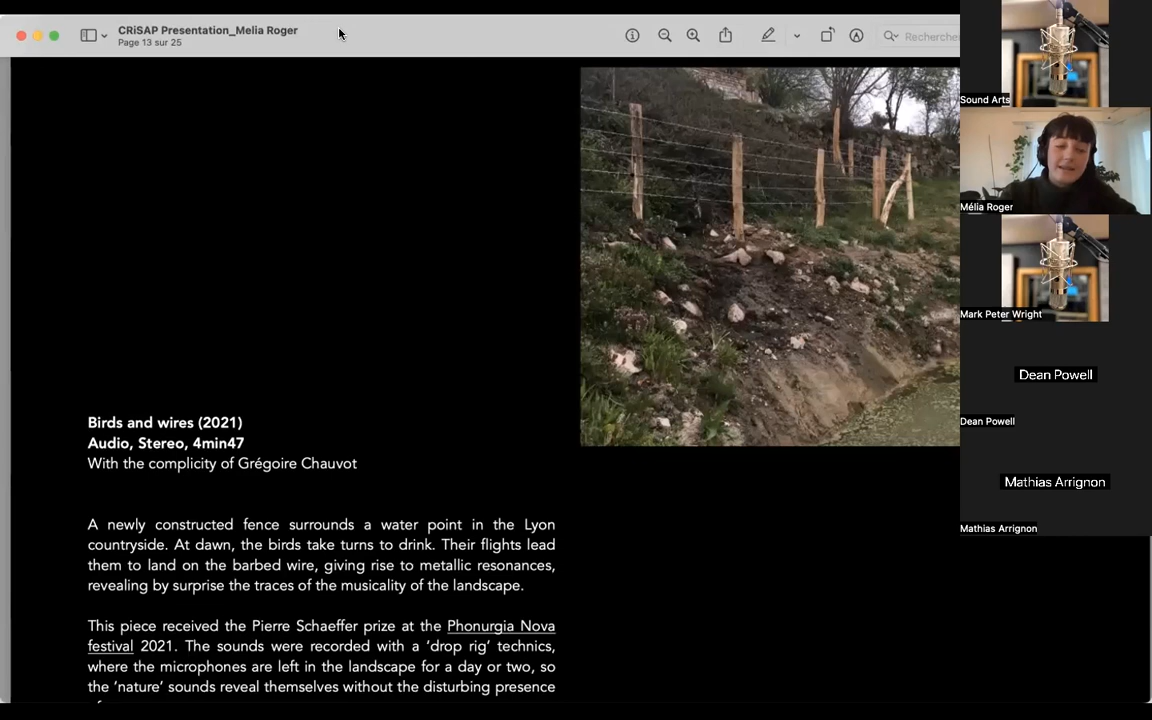 CRiSAP Presentation_Melia Roger
Page 13 sur 25
Rechercher
Sound Arts
Mélia Roger
Mark Peter Wright
Dean Powell
Dean Powell
Mathias Arrignon
Mathias Arrignon
Birds and wires (2021)
Audio, Stereo, 4min47
With the complicity of Grégoire Chauvot
A newly constructed fence surrounds a water point in the Lyon
countryside. At dawn, the birds take turns to drink. Their flights lead
them to land on the barbed wire, giving rise to metallic resonances,
revealing by surprise the traces of the musicality of the landscape.
This piece received the Pierre Schaeffer prize at the Phonurgia Nova
festival 2021. The sounds were recorded with a ‘drop rig’ technics,
where the microphones are left in the landscape for a day or two, so
the ‘nature’ sounds reveal themselves without the disturbing presence